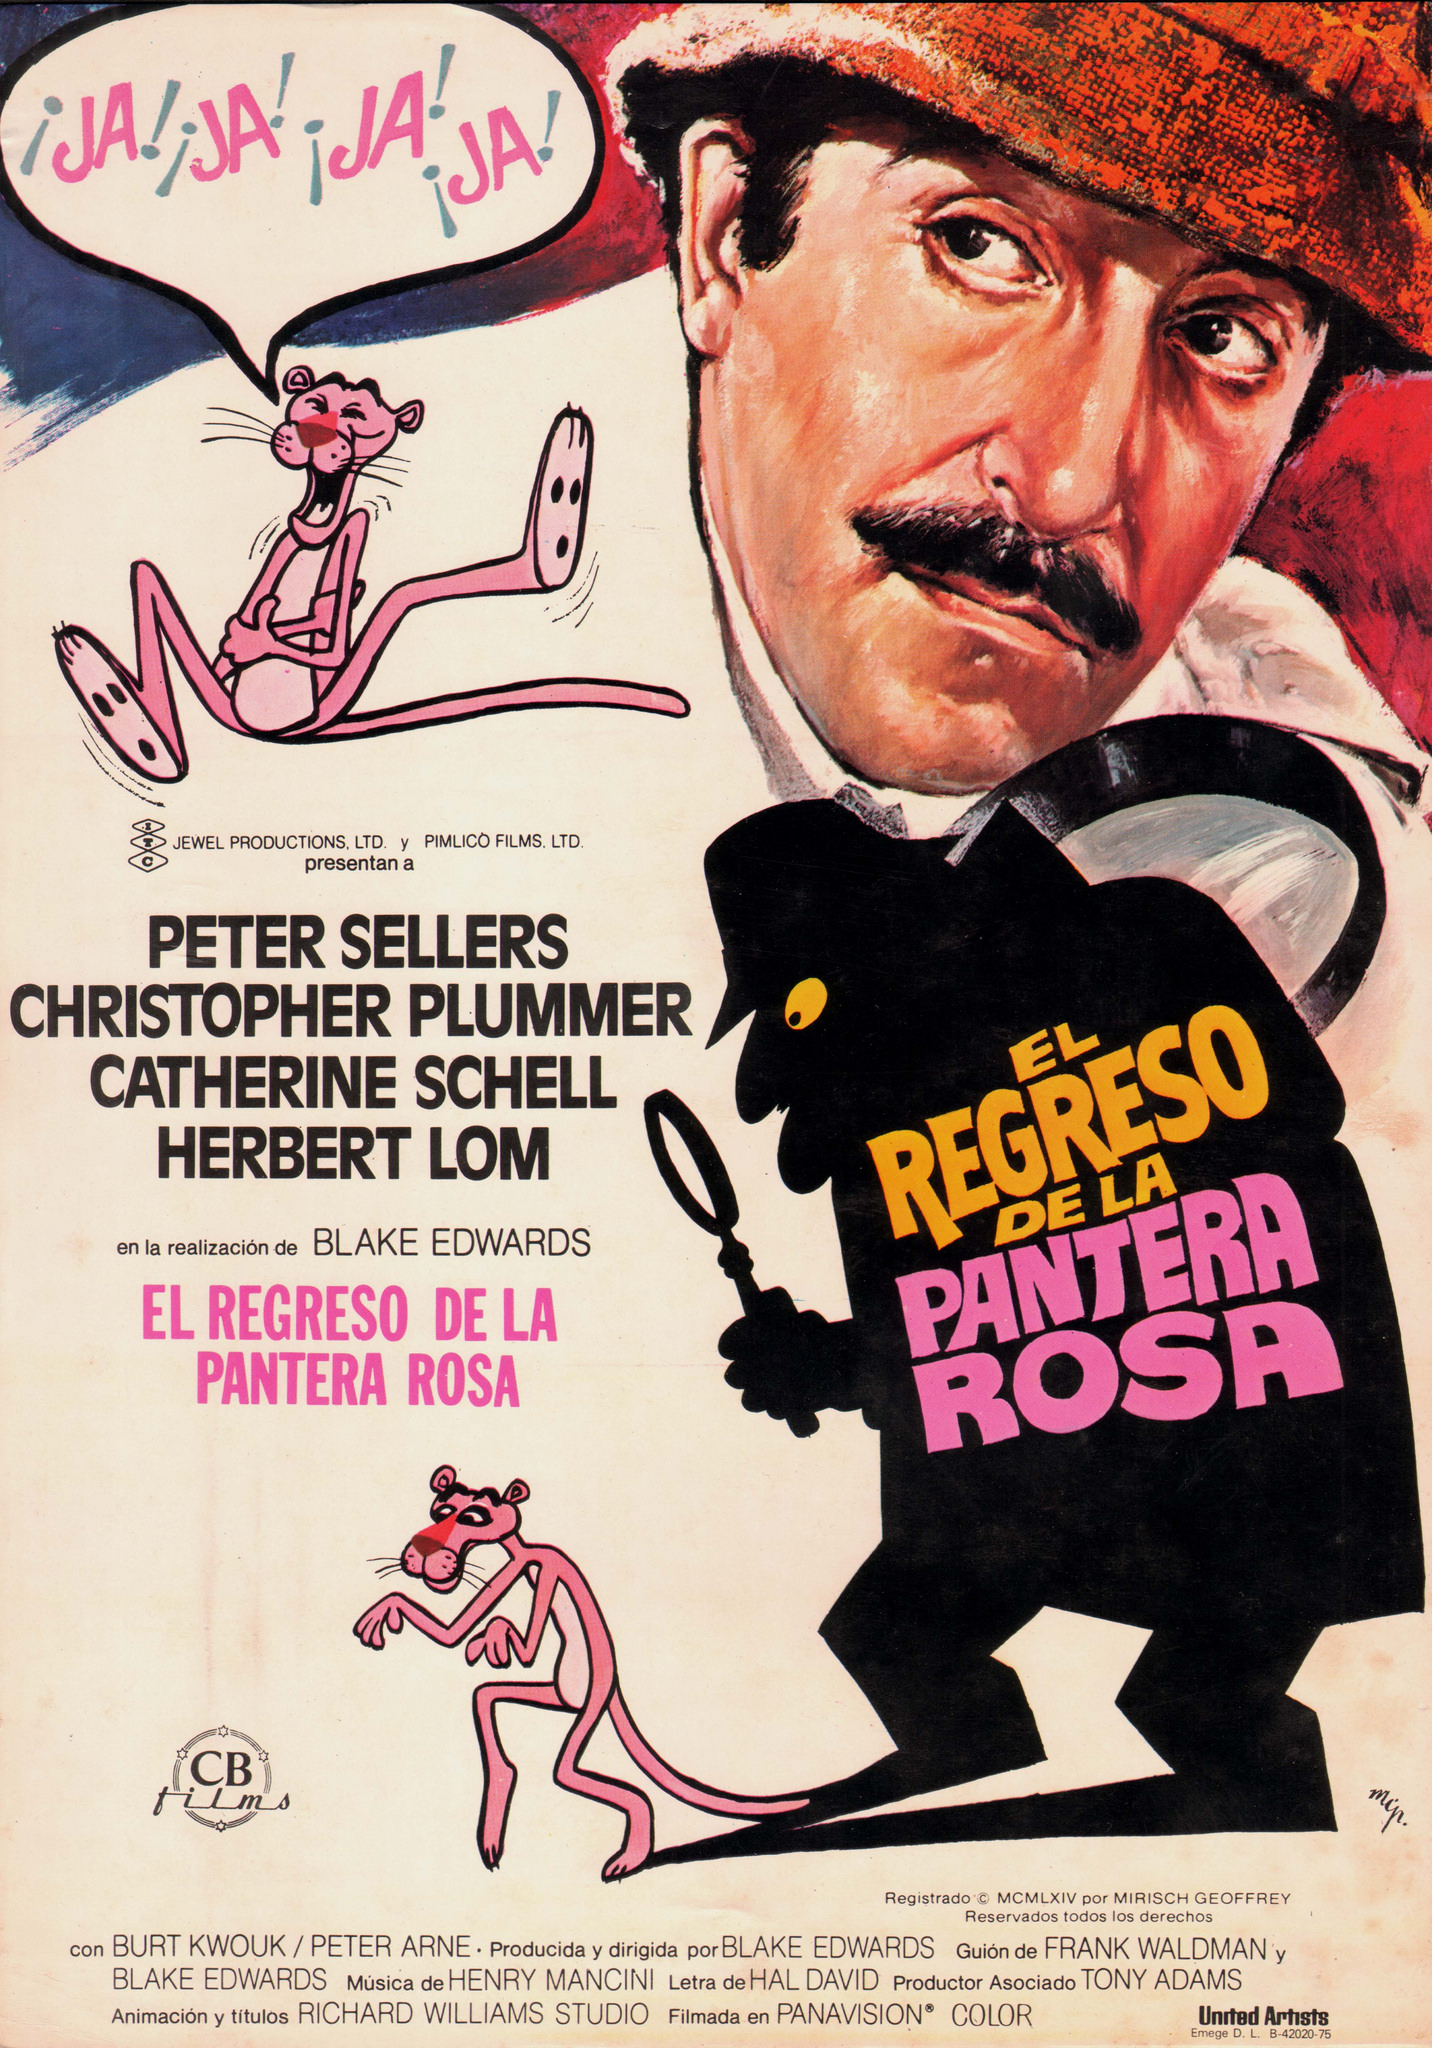 ¡JA! ¡JA! ¡JA! ¡JA!
ITC
JEWEL PRODUCTIONS, LTD. y PIMLICO FILMS. LTD.
presentan a
PETER SELLERS
CHRISTOPHER PLUMMER
CATHERINE SCHELL
HERBERT LOM
en la realización de BLAKE EDWARDS
EL REGRESO DE LA
PANTERA ROSA
EL
REGRESO
DE LA
PANTERA
ROSA
CB
films
mip.
Registrado © MCMLXIV por MIRISCH GEOFFREY
Reservados todos los derechos
con BURT KWOUK / PETER ARNE · Producida y dirigida por BLAKE EDWARDS Guión de FRANK WALDMAN y
BLAKE EDWARDS Música de HENRY MANCINI Letra de HAL DAVID Productor Asociado TONY ADAMS
Animación y títulos RICHARD WILLIAMS STUDIO Filmada en PANAVISION® COLOR
United Artists
Emege D. L. B-42020-75